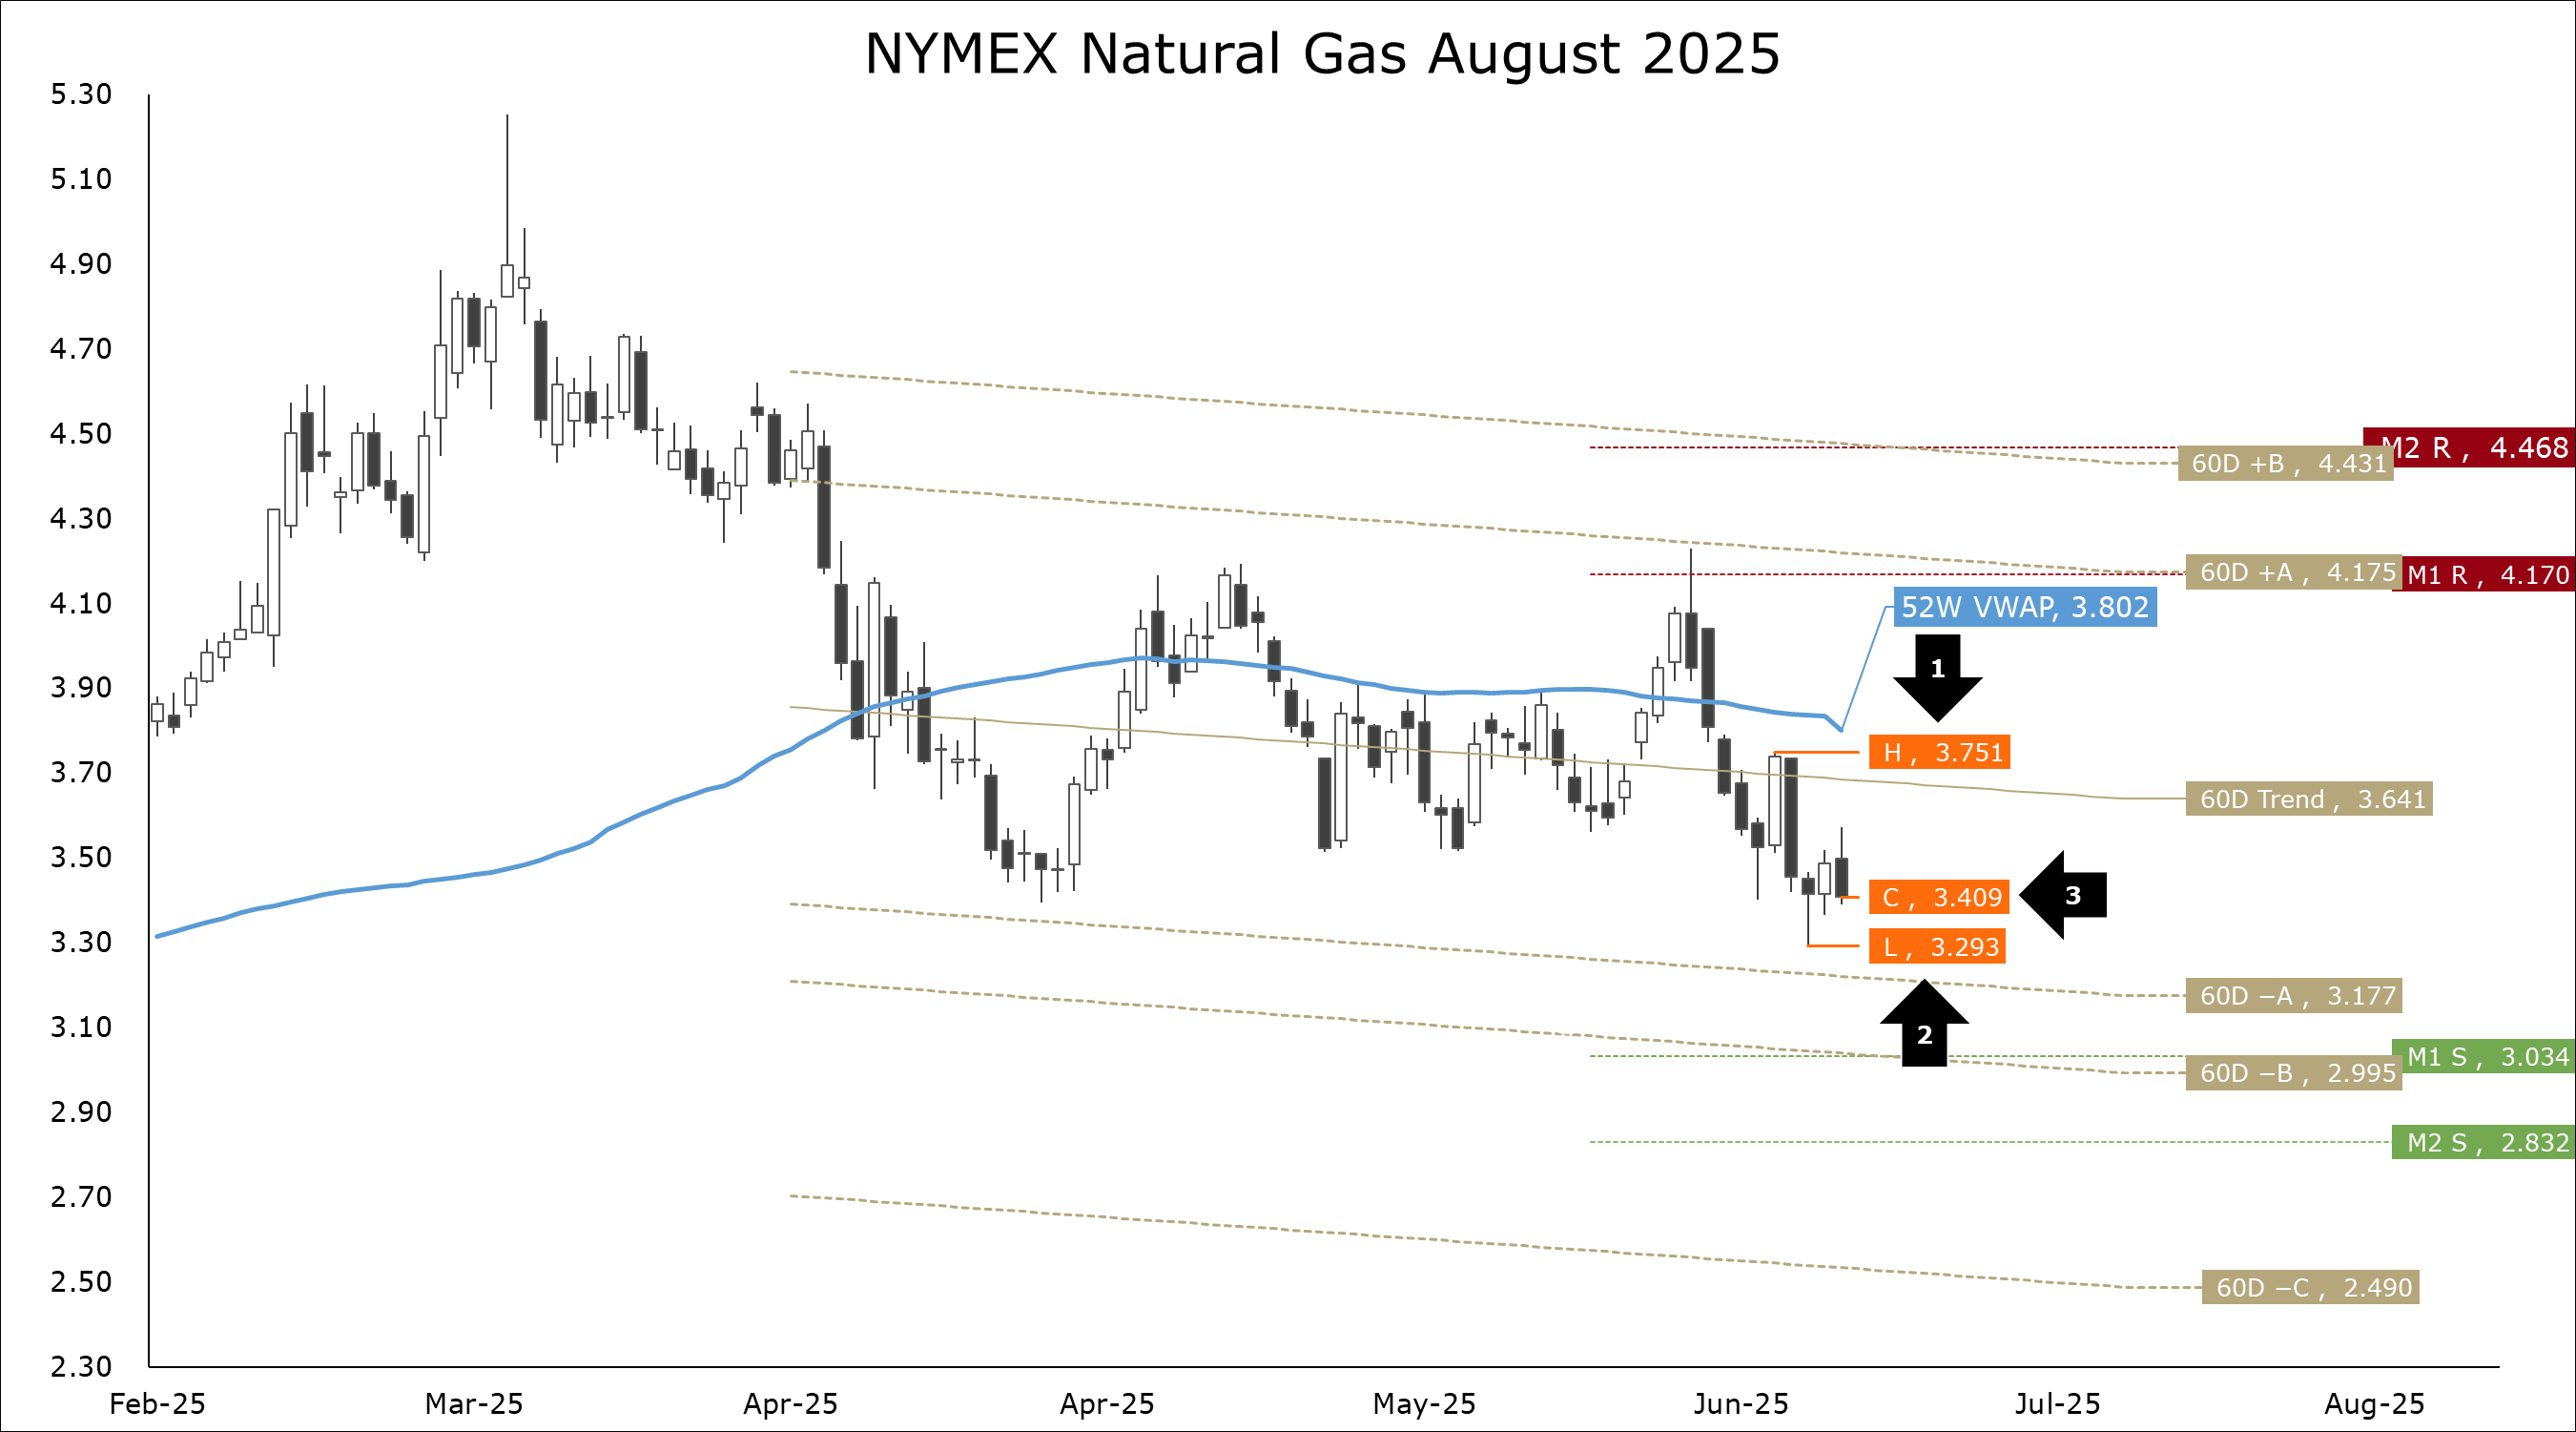 NYMEX Natural Gas August 2025
5.30
5.10
4.90
4.70
4.50
4.30
4.10
3.90
3.70
3.50
3.30
3.10
2.90
2.70
2.50
2.30
M2 R , 4.468
60D +B , 4.431
60D +A , 4.175
M1 R , 4.170
52W VWAP, 3.802
1
H , 3.751
60D Trend , 3.641
C , 3.409
3
L , 3.293
60D −A , 3.177
2
M1 S , 3.034
60D −B , 2.995
M2 S , 2.832
60D −C , 2.490
Feb-25 Mar-25 Apr-25 Apr-25 May-25 Jun-25 Jul-25 Aug-25